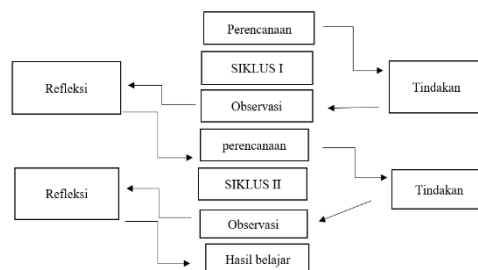 Perencanaan
SIKLUS I
Refleksi
Tindakan
Observasi
perencanaan
Refleksi
SIKLUS II
Tindakan
Observasi
Hasil belajar